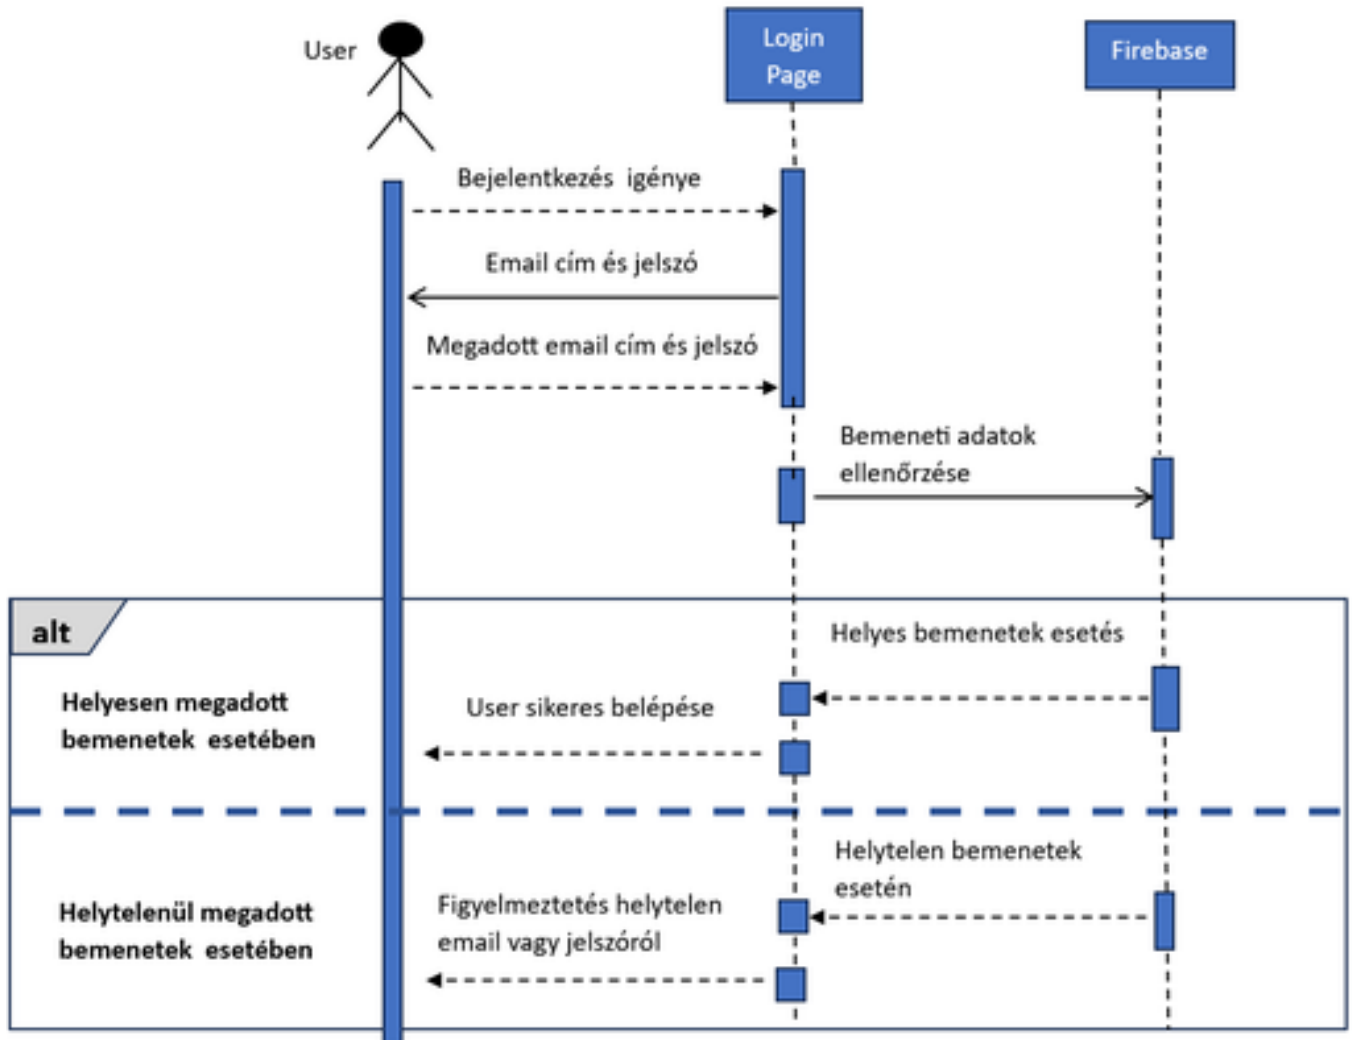 User
Login
Page
Firebase
Bejelentkezés igénye
Email cím és jelszó
Megadott email cím és jelszó
Bemeneti adatok
ellenőrzése
alt
Helyes bemenetek esetés
Helyesen megadott
bemenetek esetében
User sikeres belépése
Helytelen bemenetek
esetén
Helytelenül megadott
bemenetek esetében
Figyelmeztetés helytelen
email vagy jelszóról